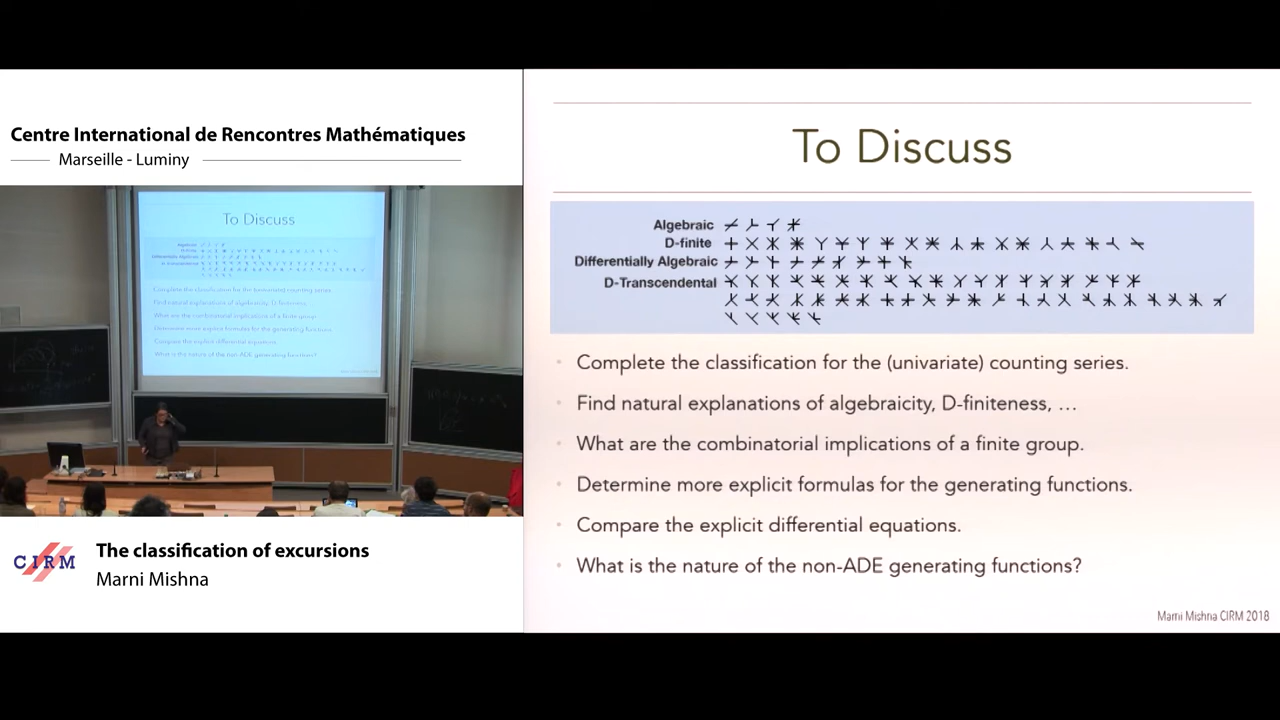 Centre International de Rencontres Mathématiques
Marseille - Luminy
To Discuss
CIRM
The classification of excursions
Marni Mishna
To Discuss
Algebraic
D-finite
Differentially Algebraic
D-Transcendental
Complete the classification for the (univariate) counting series.
Find natural explanations of algebraicity, D-finiteness, …
What are the combinatorial implications of a finite group.
Determine more explicit formulas for the generating functions.
Compare the explicit differential equations.
What is the nature of the non-ADE generating functions?
Marni Mishna CIRM 2018